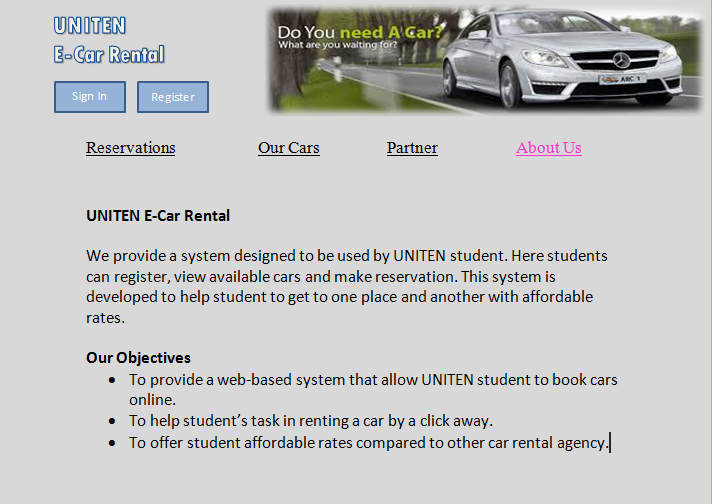 UNITEN
E-Car Rental
Do You need A Car?
What are you waiting for?
ARC 1
Sign In
Register
Reservations
Our Cars
Partner
About Us
UNITEN E-Car Rental
We provide a system designed to be used by UNITEN student. Here students
can register, view available cars and make reservation. This system is
developed to help student to get to one place and another with affordable
rates.
Our Objectives
• To provide a web-based system that allow UNITEN student to book cars
online.
• To help student's task in renting a car by a click away.
• To offer student affordable rates compared to other car rental agency.